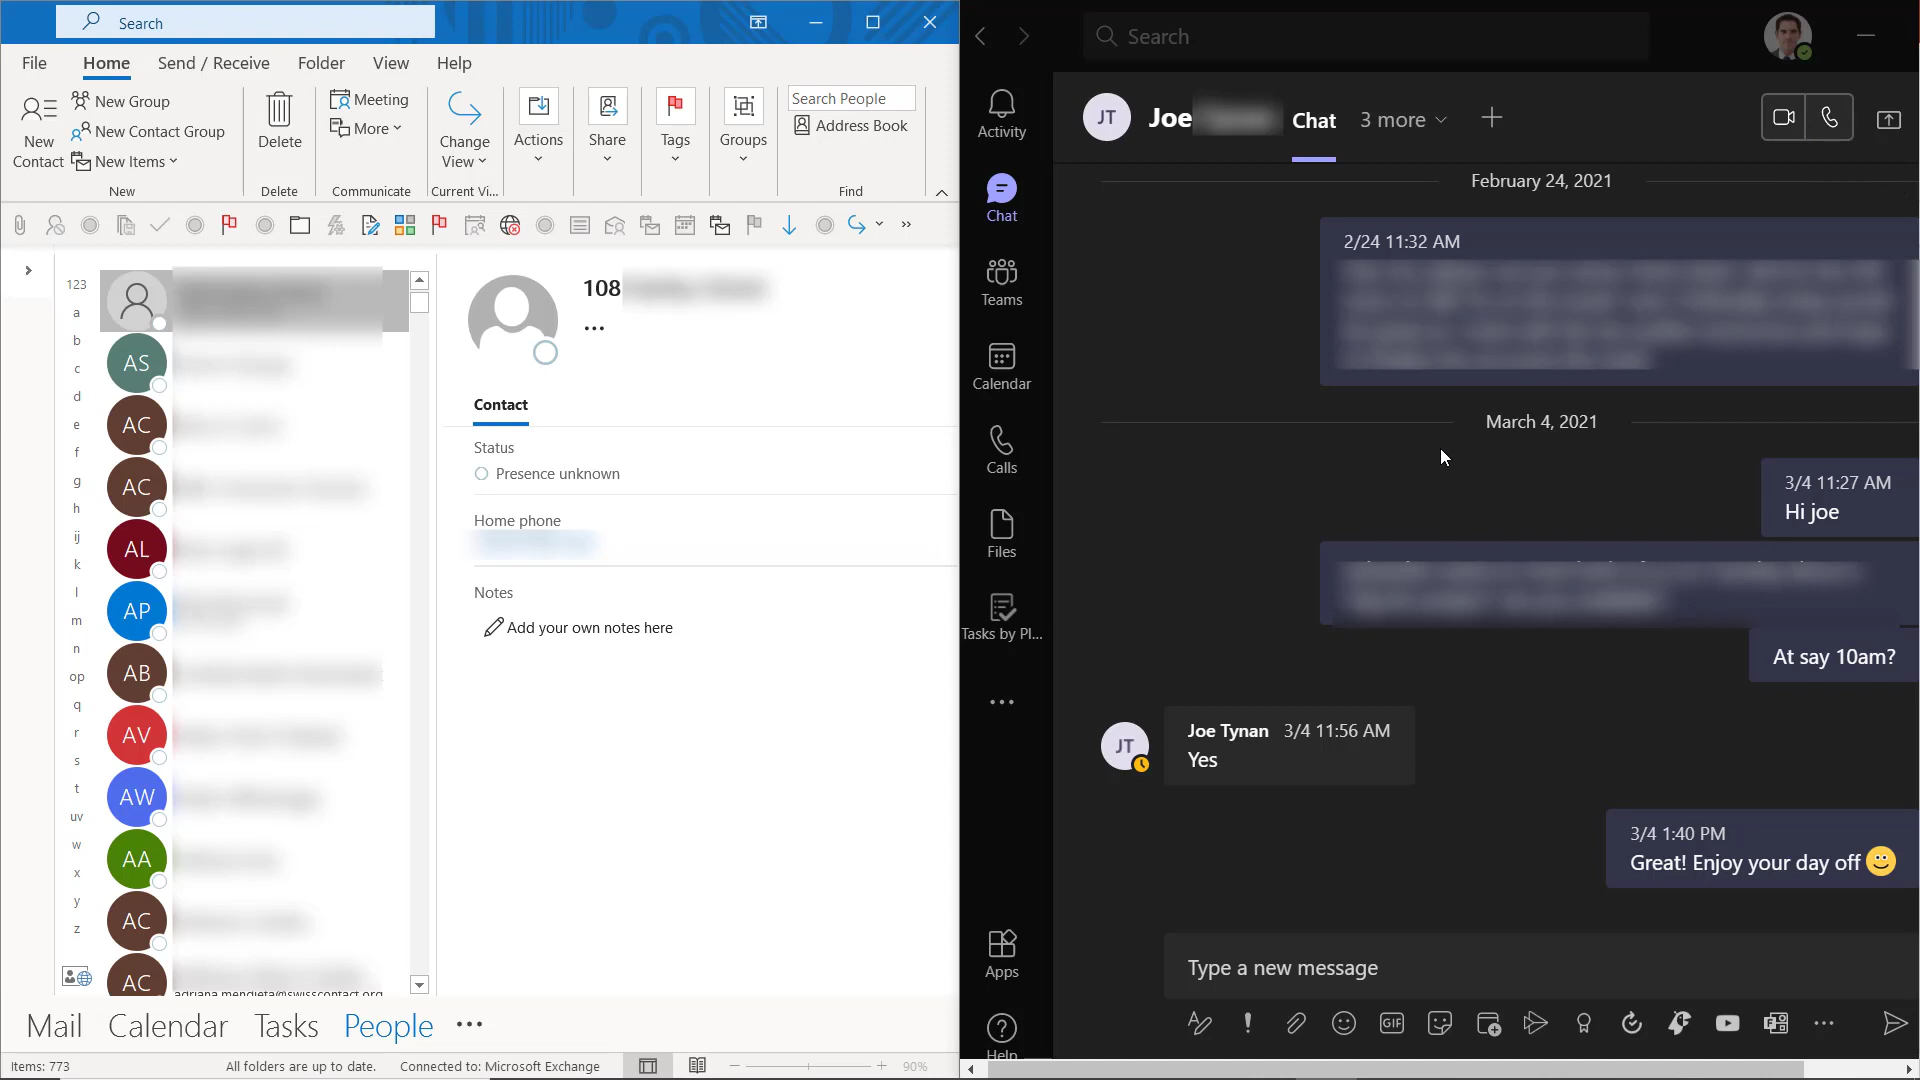 Search
File
Home
Send / Receive
Folder
View
Help
New Contact
New Group
New Contact Group
New Items
New
Delete
Delete
Meeting
More
Communicate
Change View
Current Vi...
Actions
Share
Tags
Groups
Search People
Address Book
Find
123
a
b
c
d
e
f
g
h
ij
k
l
m
n
op
q
r
s
t
uv
w
x
y
z
AS
AC
AC
AL
AP
AB
AV
AW
AA
AC
AC
adriana.mendieta@swisscontact.org
108
Contact
Status
Presence unknown
Home phone
Notes
Add your own notes here
Mail
Calendar
Tasks
People
Items: 773
All folders are up to date.
Connected to: Microsoft Exchange
90%
Search
Activity
Chat
Teams
Calendar
Calls
Files
Tasks by Pl...
Apps
Help
JT
Joe
Chat
3 more
February 24, 2021
2/24 11:32 AM
March 4, 2021
3/4 11:27 AM
Hi joe
At say 10am?
JT
Joe Tynan 3/4 11:56 AM
Yes
3/4 1:40 PM
Great! Enjoy your day off
Type a new message
GIF